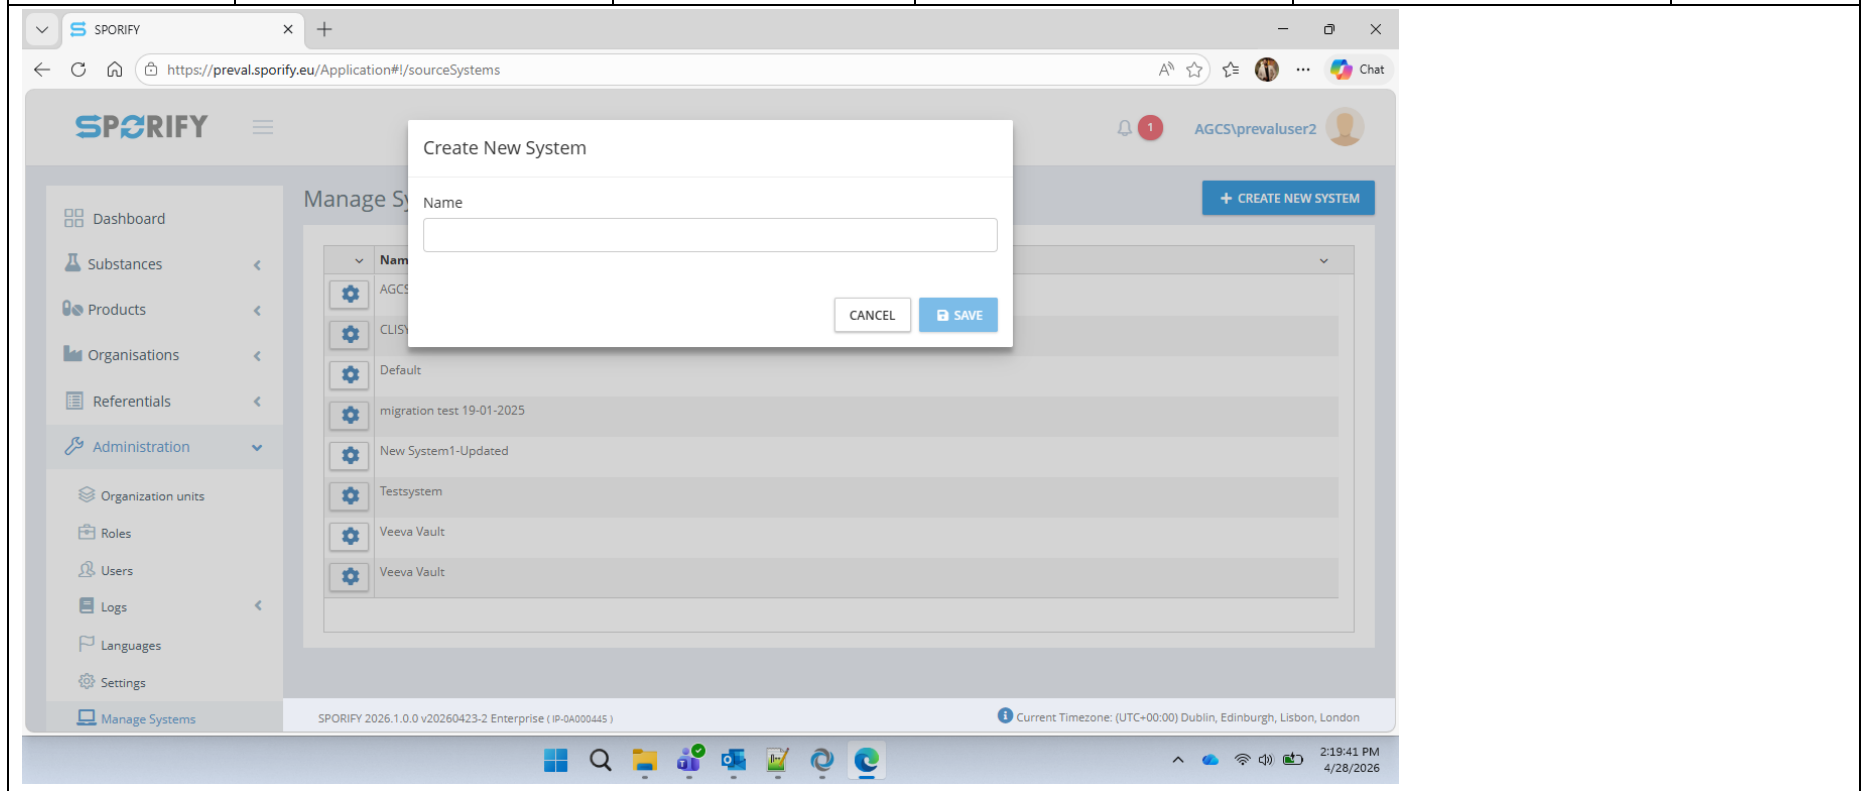 SPORIFY
https://preval.sporify.eu/Application#!/sourceSystems
Chat
SPORIFY
1
AGCS\prevaluser2
Create New System
Name
CANCEL
SAVE
Manage Sy
+ CREATE NEW SYSTEM
Dashboard
Substances
Products
Organisations
Referentials
Administration
Organization units
Roles
Users
Logs
Languages
Settings
Manage Systems
Nam
AGCS
CLISY
Default
migration test 19-01-2025
New System1-Updated
Testsystem
Veeva Vault
Veeva Vault
SPORIFY 2026.1.0.0 v20260423-2 Enterprise ( IP-0A000445 )
Current Timezone: (UTC+00:00) Dublin, Edinburgh, Lisbon, London
2:19:41 PM
4/28/2026